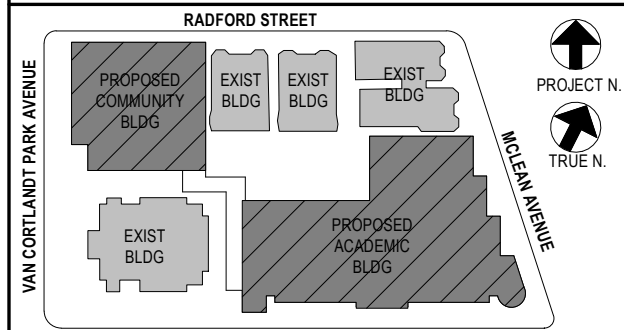 RADFORD STREET
VAN CORTLANDT PARK AVENUE
PROPOSED
COMMUNITY
BLDG
EXIST
BLDG
EXIST
BLDG
EXIST
BLDG
PROJECT N.
TRUE N.
MCLEAN AVENUE
EXIST
BLDG
PROPOSED
ACADEMIC
BLDG